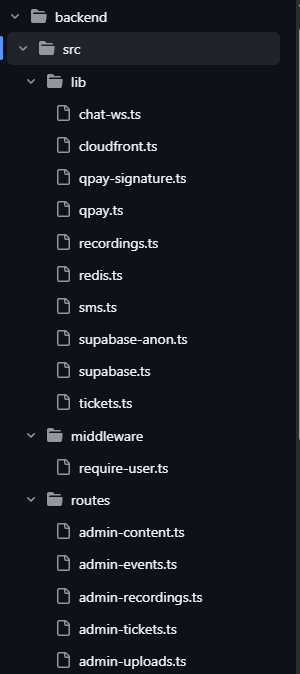 backend
src
lib
chat-ws.ts
cloudfront.ts
qpay-signature.ts
qpay.ts
recordings.ts
redis.ts
sms.ts
supabase-anon.ts
supabase.ts
tickets.ts
middleware
require-user.ts
routes
admin-content.ts
admin-events.ts
admin-recordings.ts
admin-tickets.ts
admin-uploads.ts